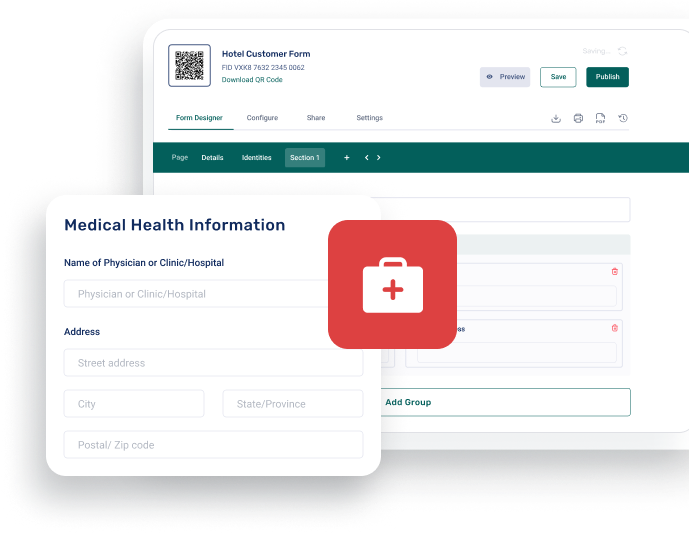 Hotel Customer Form
FID VXK8 7632 2345 0062
Download QR Code
Saving...
Preview
Save
Publish
Form Designer
Configure
Share
Settings
PDF
Page
Details
Identities
Section 1
+
< >
Medical Health Information
Name of Physician or Clinic/Hospital
Physician or Clinic/Hospital
Address
Street address
City
State/Province
Postal/ Zip code
Add Group